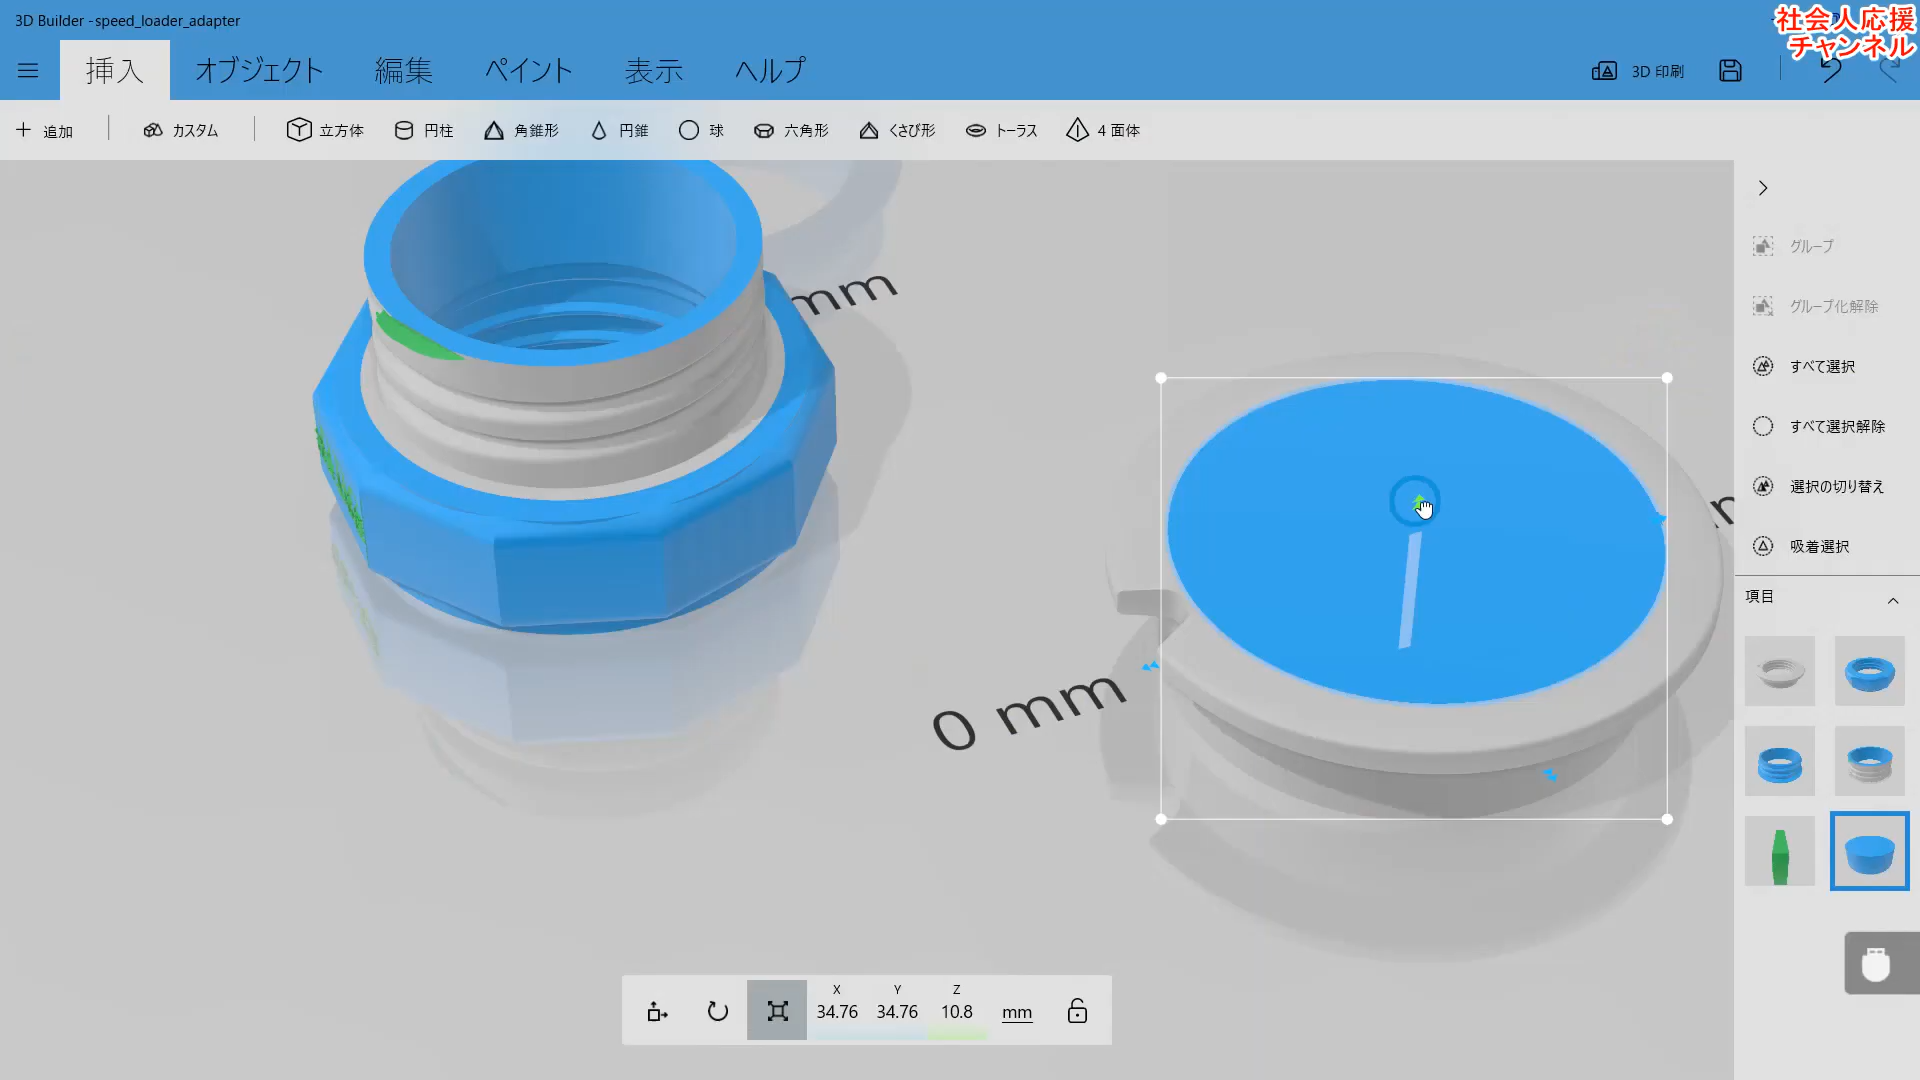 3D Builder - speed_loader_adapter
社会人応援
チャンネル
挿入 オブジェクト 編集 ペイント 表示 ヘルプ 3D 印刷
追加 カスタム 立方体 円柱 角錐形 円錐 球 六角形 くさび形 トーラス 4 面体
グループ
グループ化解除
すべて選択
すべて選択解除
選択の切り替え
吸着選択
項目
mm
0 mm
X Y Z
34.76 34.76 10.8 mm